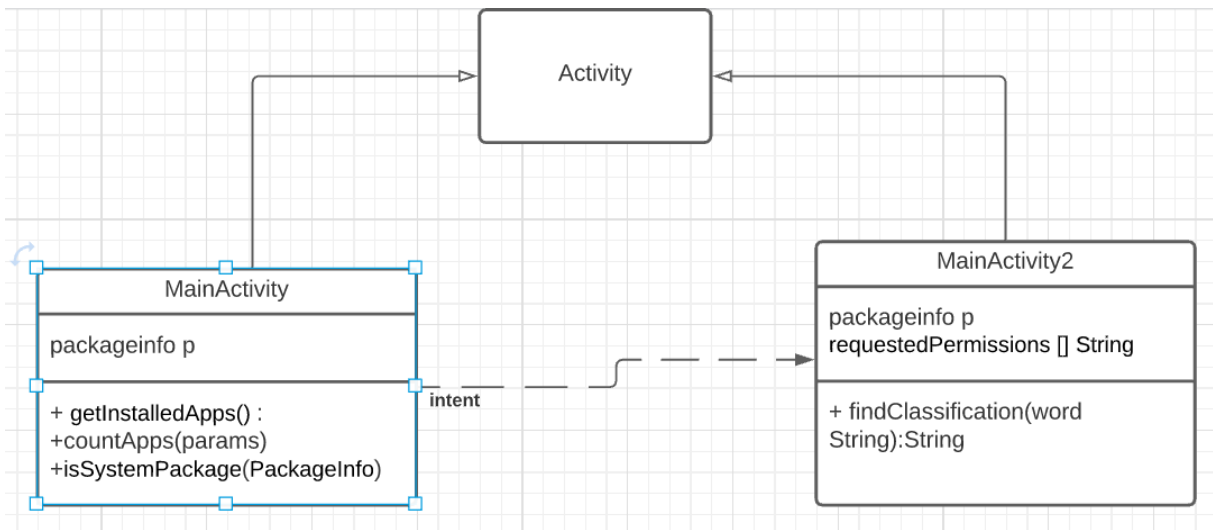 Activity
MainActivity
packageinfo p
+ getInstalledApps() :
+countApps(params)
+isSystemPackage(PackageInfo)
intent
MainActivity2
packageinfo p
requestedPermissions [] String
+ findClassification(word
String):String